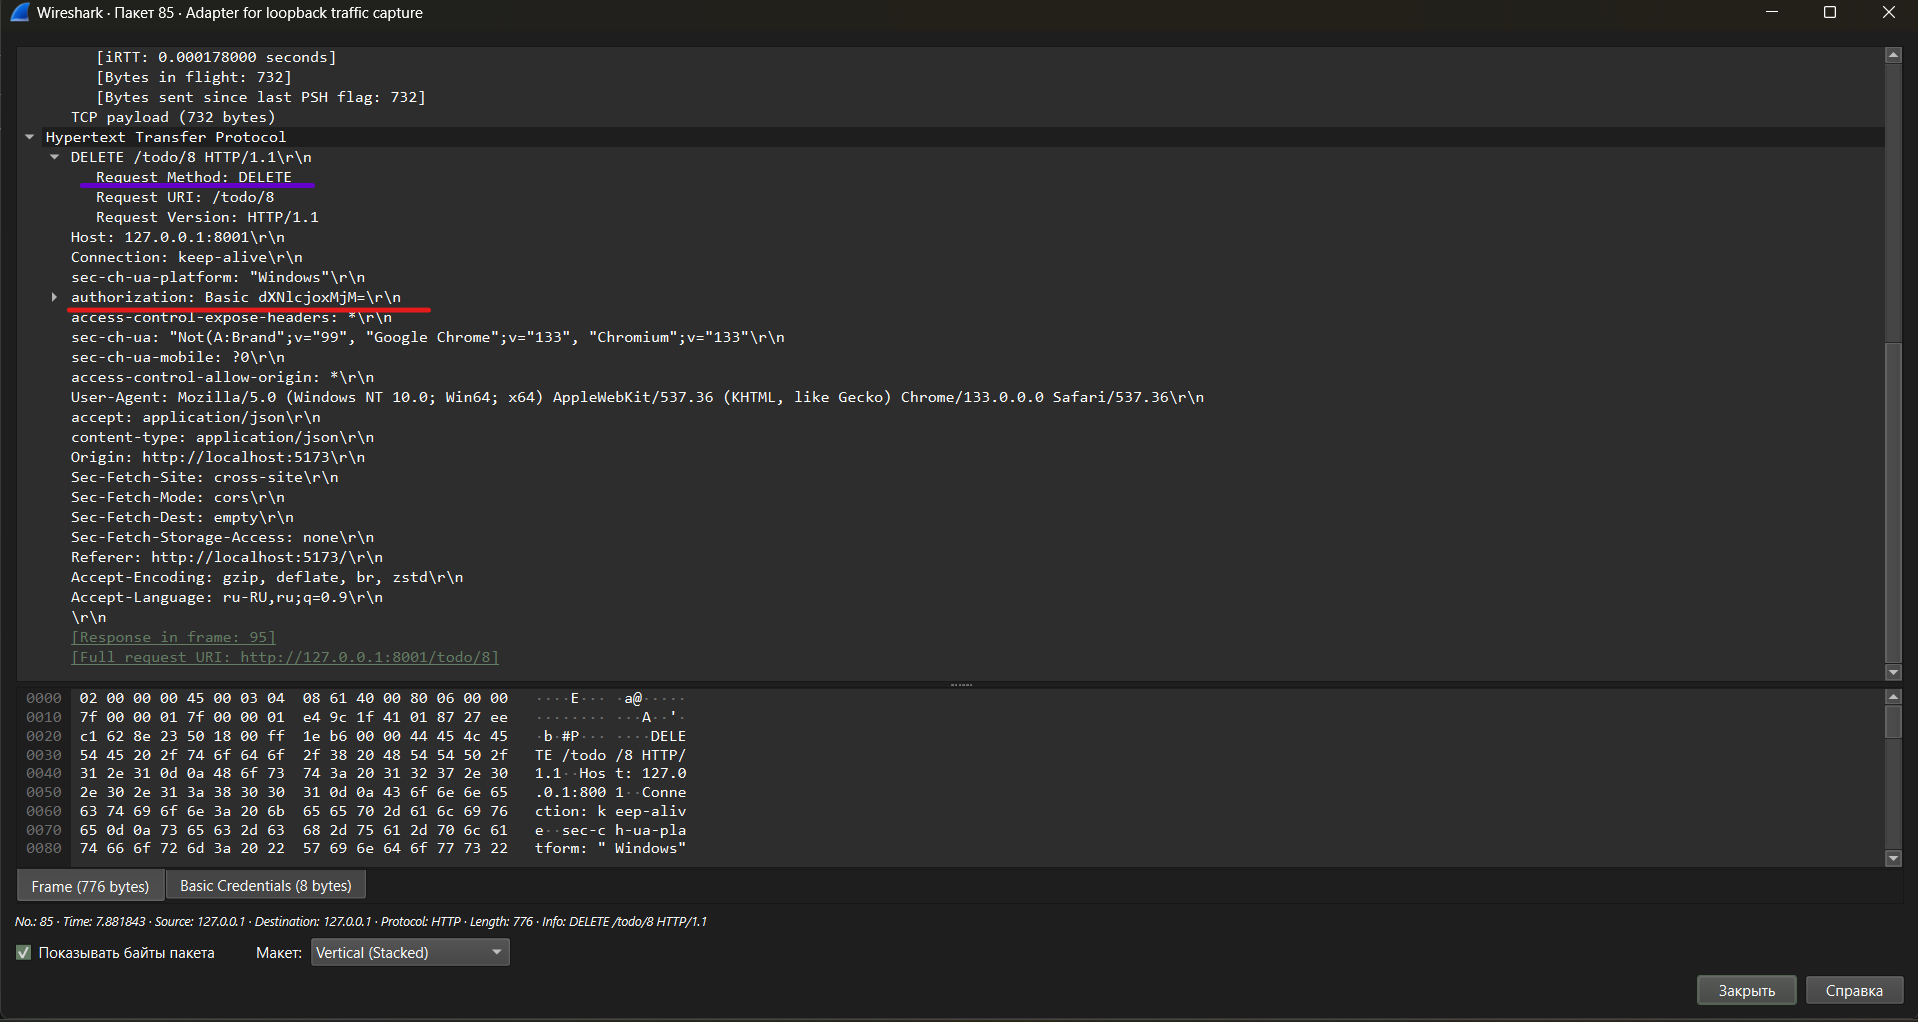 Wireshark · Пакет 85 · Adapter for loopback traffic capture
[iRTT: 0.000178000 seconds]
[Bytes in flight: 732]
[Bytes sent since last PSH flag: 732]
TCP payload (732 bytes)
Hypertext Transfer Protocol
DELETE /todo/8 HTTP/1.1\r\n
Request Method: DELETE
Request URI: /todo/8
Request Version: HTTP/1.1
Host: 127.0.0.1:8001\r\n
Connection: keep-alive\r\n
sec-ch-ua-platform: "Windows"\r\n
authorization: Basic dXNlcjoxMjM=\r\n
access-control-expose-headers: *\r\n
sec-ch-ua: "Not(A:Brand";v="99", "Google Chrome";v="133", "Chromium";v="133"\r\n
sec-ch-ua-mobile: ?0\r\n
access-control-allow-origin: *\r\n
User-Agent: Mozilla/5.0 (Windows NT 10.0; Win64; x64) AppleWebKit/537.36 (KHTML, like Gecko) Chrome/133.0.0.0 Safari/537.36\r\n
accept: application/json\r\n
content-type: application/json\r\n
Origin: http://localhost:5173\r\n
Sec-Fetch-Site: cross-site\r\n
Sec-Fetch-Mode: cors\r\n
Sec-Fetch-Dest: empty\r\n
Sec-Fetch-Storage-Access: none\r\n
Referer: http://localhost:5173/\r\n
Accept-Encoding: gzip, deflate, br, zstd\r\n
Accept-Language: ru-RU,ru;q=0.9\r\n
\r\n
[Response in frame: 95]
[Full request URI: http://127.0.0.1:8001/todo/8]
0000 02 00 00 00 45 00 03 04 08 61 40 00 80 06 00 00 ····E··· ·a@·····
0010 7f 00 00 01 7f 00 00 01 e4 9c 1f 41 01 87 27 ee ········ ···A··'·
0020 c1 62 8e 23 50 18 00 ff 1e b6 00 00 44 45 4c 45 ·b·#P··· ····DELE
0030 54 45 20 2f 74 6f 64 6f 2f 38 20 48 54 54 50 2f TE /todo /8 HTTP/
0040 31 2e 31 0d 0a 48 6f 73 74 3a 20 31 32 37 2e 30 1.1··Hos t: 127.0
0050 2e 30 2e 31 3a 38 30 30 31 0d 0a 43 6f 6e 6e 65 .0.1:800 1··Conne
0060 63 74 69 6f 6e 3a 20 6b 65 65 70 2d 61 6c 69 76 ction: k eep-aliv
0070 65 0d 0a 73 65 63 2d 63 68 2d 75 61 2d 70 6c 61 e··sec-c h-ua-pla
0080 74 66 6f 72 6d 3a 20 22 57 69 6e 64 6f 77 73 22 tform: " Windows"
Frame (776 bytes) Basic Credentials (8 bytes)
No.: 85 · Time: 7.881843 · Source: 127.0.0.1 · Destination: 127.0.0.1 · Protocol: HTTP · Length: 776 · Info: DELETE /todo/8 HTTP/1.1
Показывать байты пакета Макет: Vertical (Stacked)
Закрыть Справка